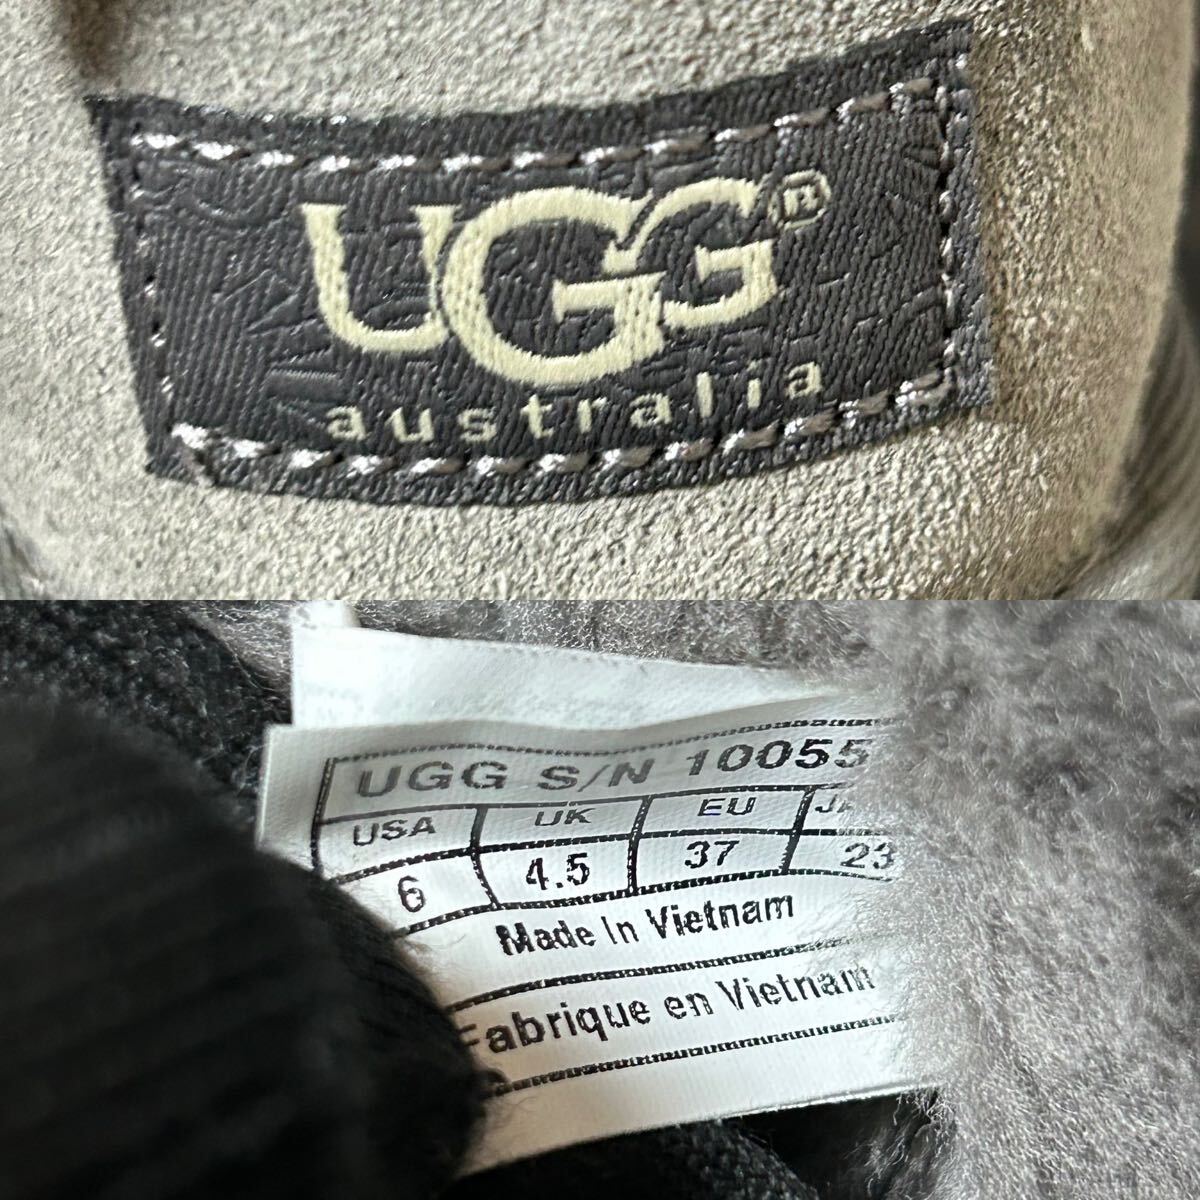 UGG®
australia
UGG S/N 10055
USA UK EU
6 4.5 37 23
Made In Vietnam
Fabrique en Vietnam